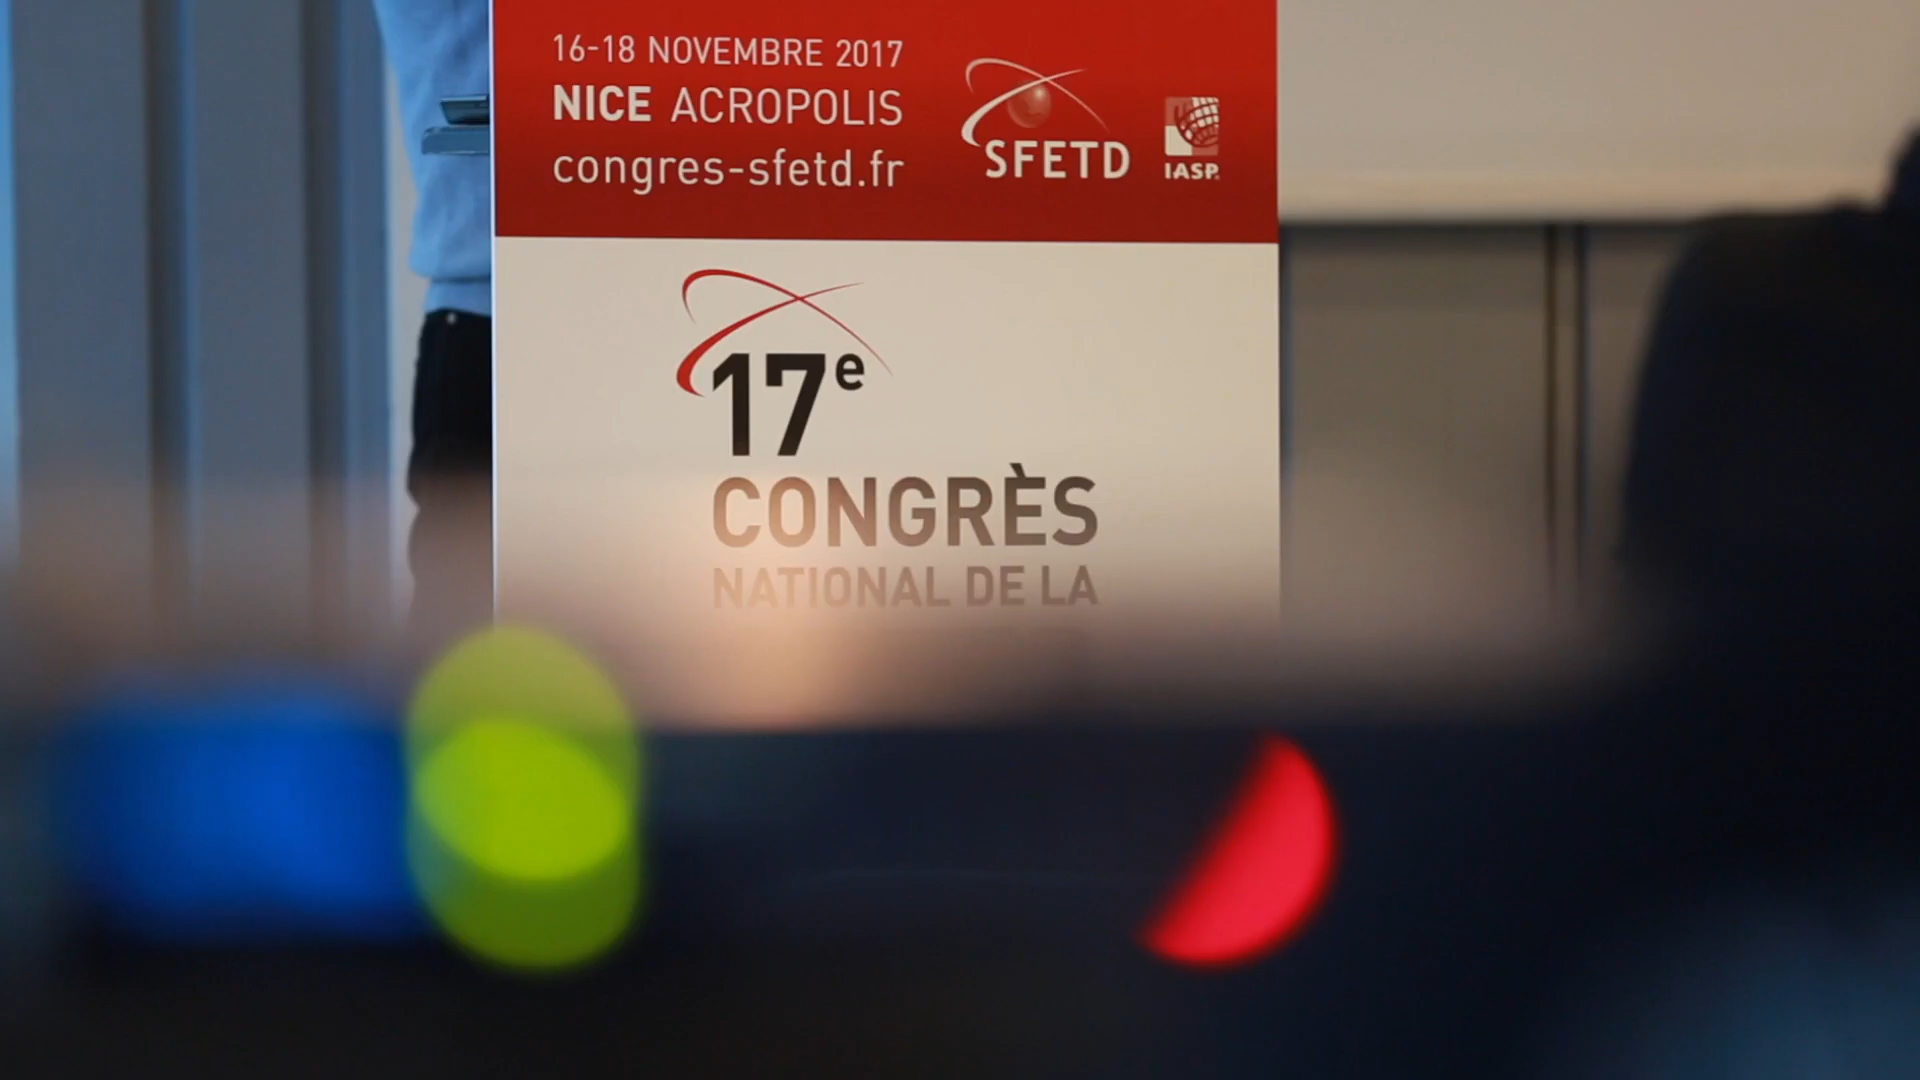 16-18 NOVEMBRE 2017
NICE ACROPOLIS
congres-sfetd.fr
SFETD
IASP
17e
CONGRÈS
NATIONAL DE LA